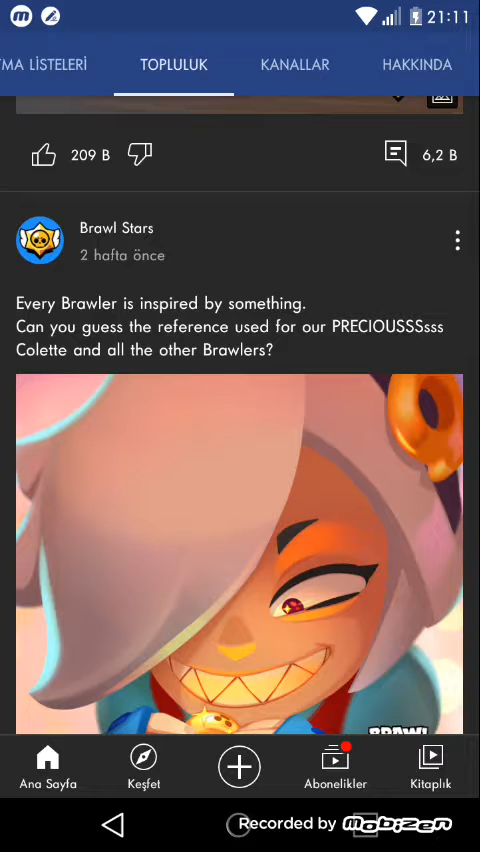 21:11
MA LİSTELERİ TOPLULUK KANALLAR HAKKINDA
209 B 6,2 B
Brawl Stars
2 hafta önce
Every Brawler is inspired by something.
Can you guess the reference used for our PRECIOUSSSsss
Colette and all the other Brawlers?
BRAWL
Ana Sayfa Keşfet Abonelikler Kitaplık
Recorded by mobizen